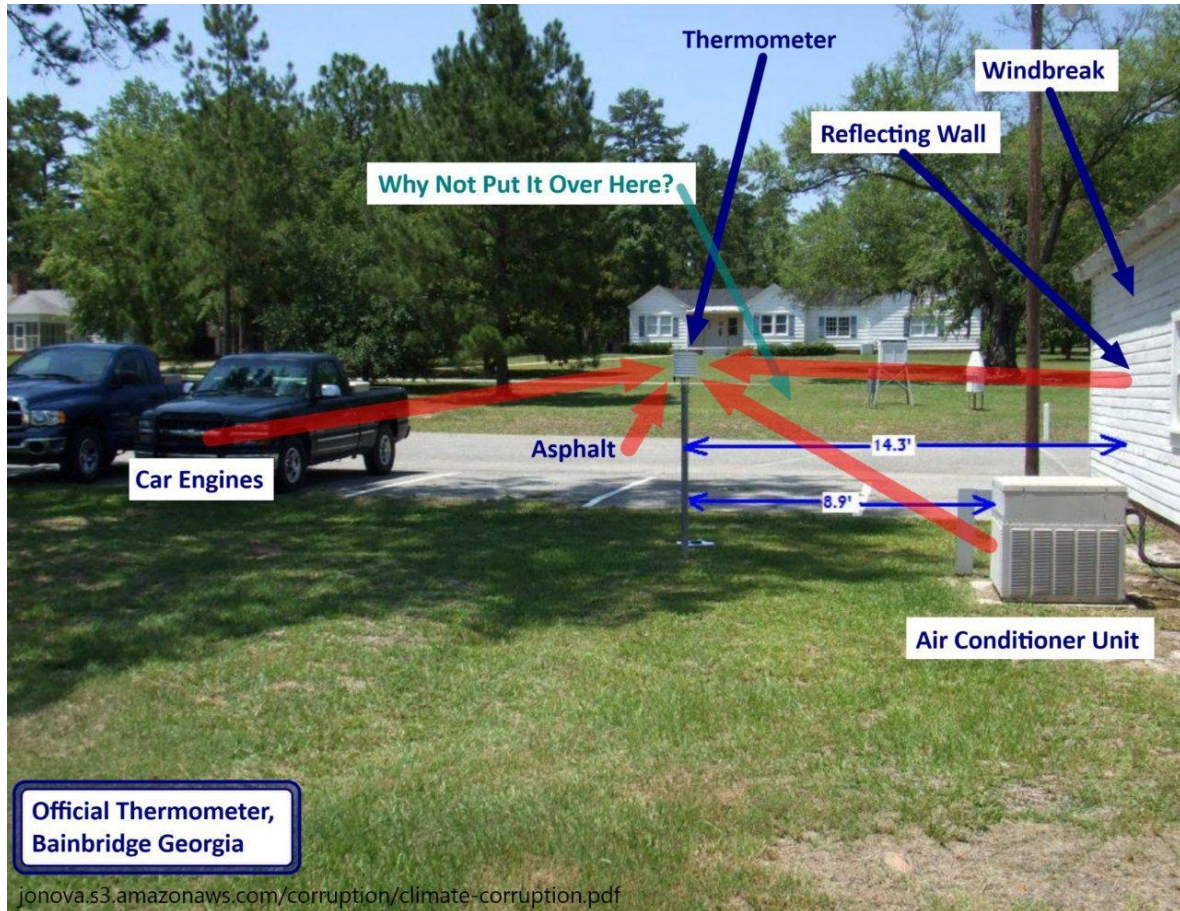 Thermometer
Windbreak
Reflecting Wall
Why Not Put It Over Here?
14.3'
Asphalt
Car Engines
8.9'
Air Conditioner Unit
Official Thermometer,
Bainbridge Georgia
jonova.s3.amazonaws.com/corruption/climate-corruption.pdf